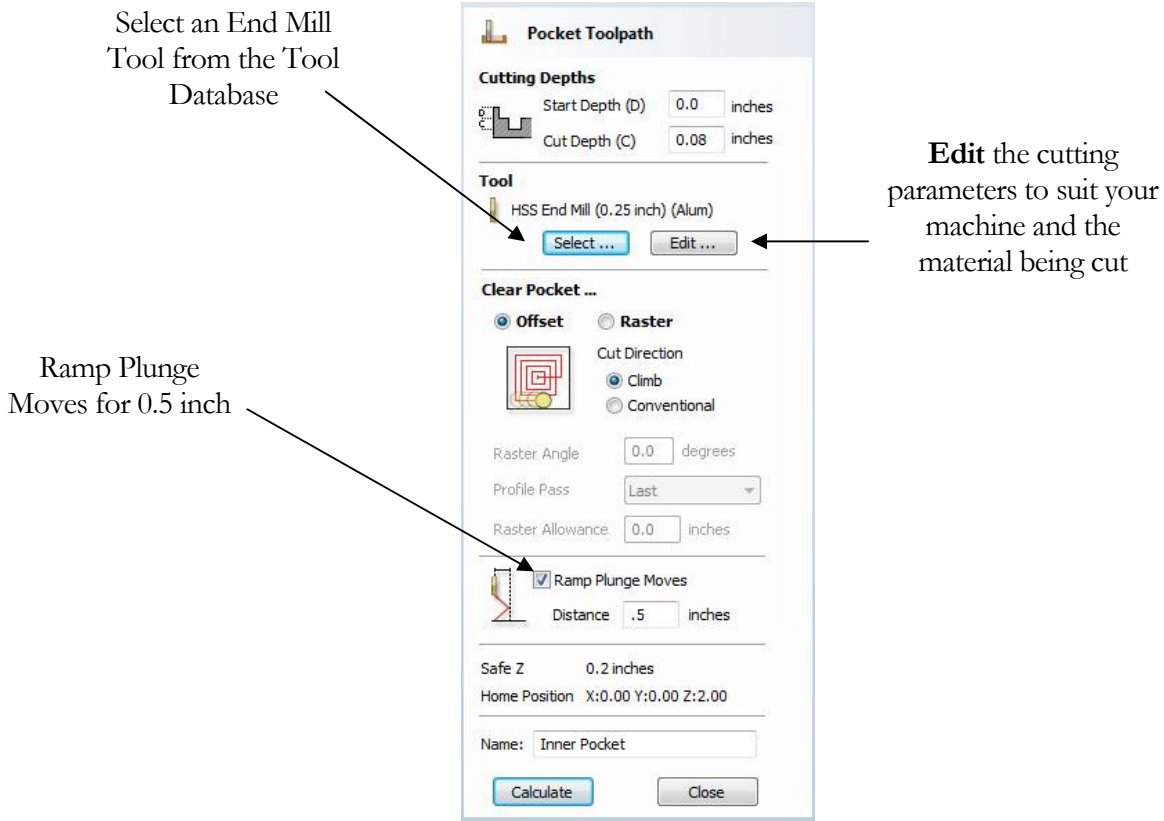 Select an End Mill
Tool from the Tool
Database
Pocket Toolpath
Cutting Depths
D
C
Start Depth (D) 0.0 inches
Cut Depth (C) 0.08 inches
Tool
HSS End Mill (0.25 inch) (Alum)
Select ... Edit ...
Edit the cutting
parameters to suit your
machine and the
material being cut
Clear Pocket ...
Offset Raster
Cut Direction
Climb
Conventional
Raster Angle 0.0 degrees
Profile Pass Last
Raster Allowance 0.0 inches
Ramp Plunge
Moves for 0.5 inch
Ramp Plunge Moves
Distance .5 inches
Safe Z 0.2 inches
Home Position X:0.00 Y:0.00 Z:2.00
Name: Inner Pocket
Calculate Close